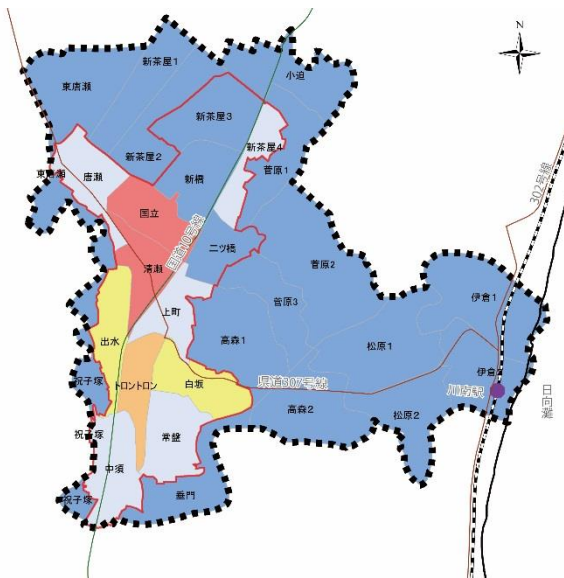 N
新茶屋1
小迫
東唐瀬
新茶屋3
新茶屋4
302号線
新茶屋2
菅原1
東唐瀬
唐瀬
新橋
国立
国道10号線
二ツ橋
菅原2
清瀬
伊倉1
菅原3
上町
出水
高森1
松原1
伊倉2
祝子塚
トロントロン
白坂
県道307号線
川南駅
日向灘
高森2
松原2
祝子塚
常盤
中須
祝子塚
垂門